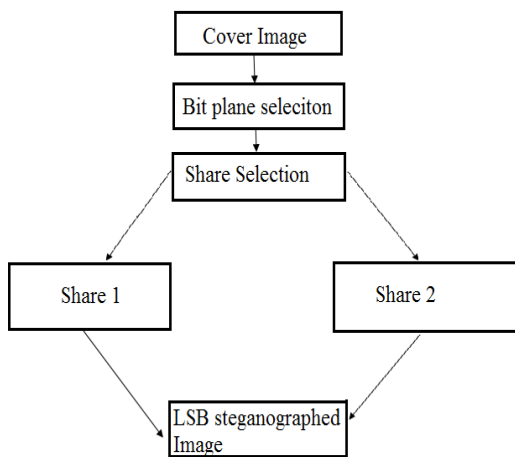 Cover Image
Bit plane seleciton
Share Selection
Share 1
Share 2
LSB steganographed
Image